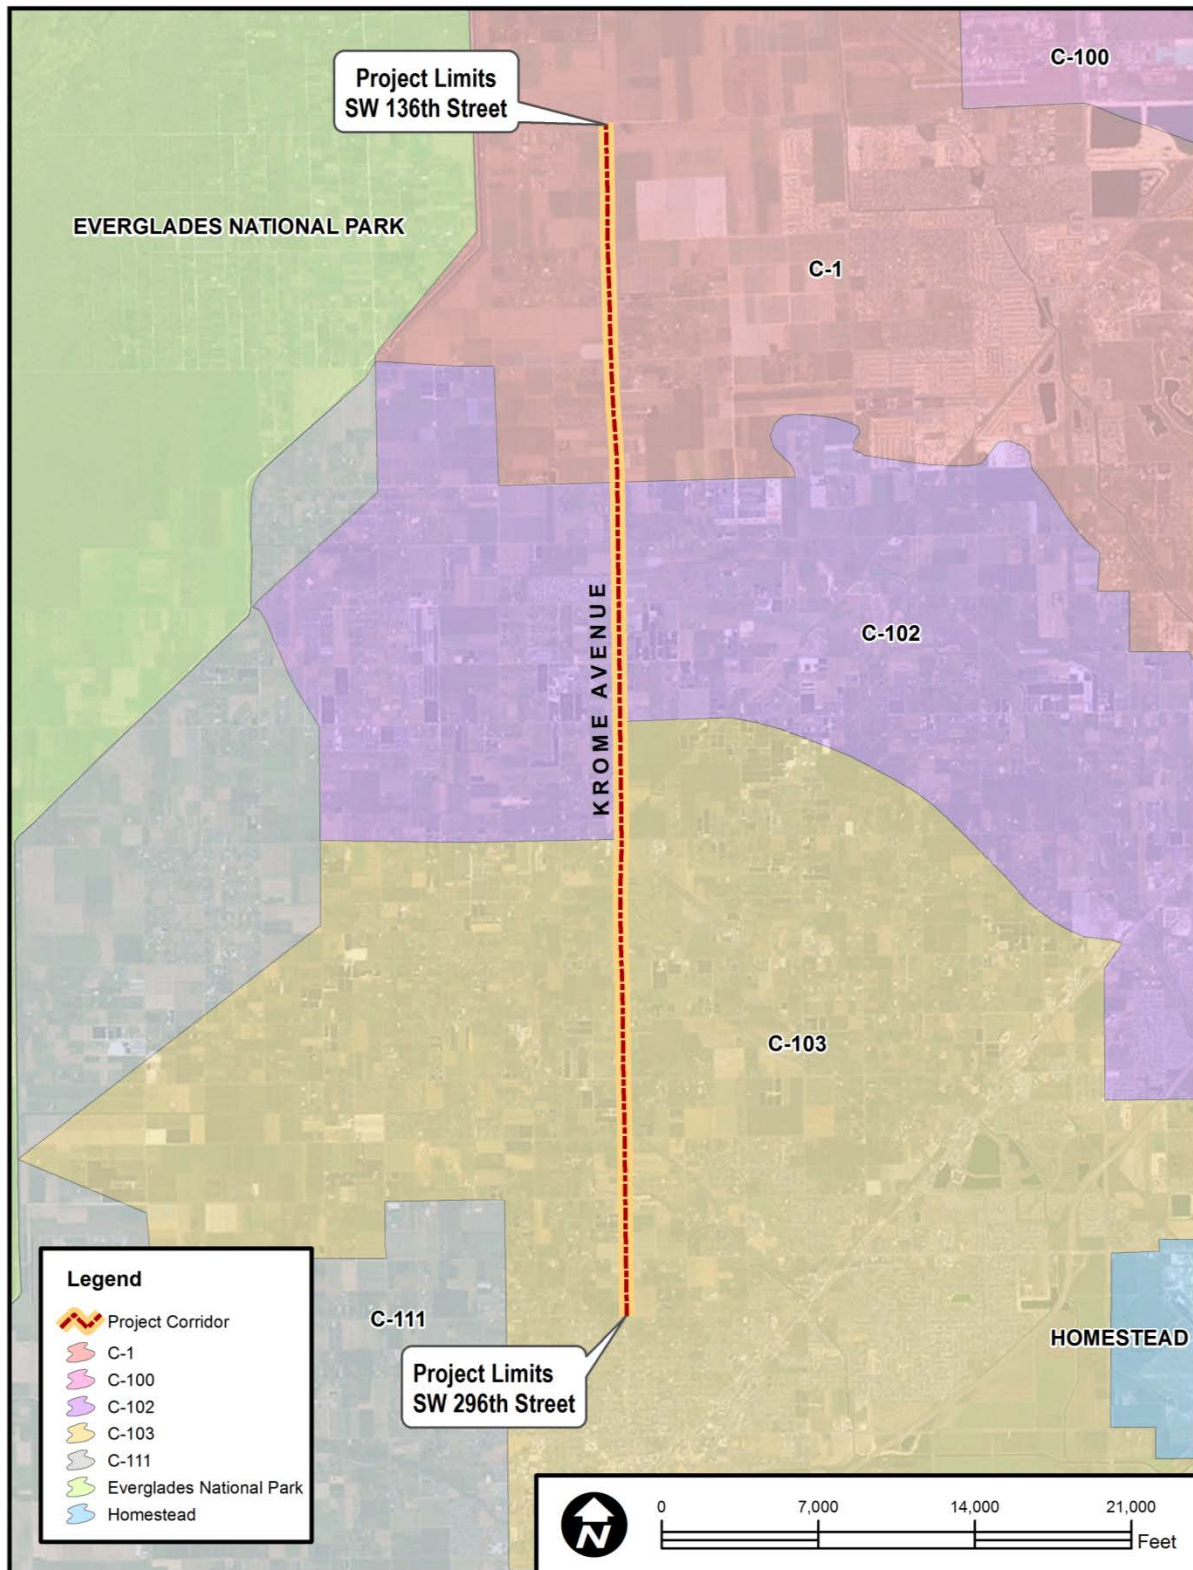 C-100
Project Limits
SW 136th Street
EVERGLADES NATIONAL PARK
C-1
KROME AVENUE
C-102
C-103
C-111
HOMESTEAD
Project Limits
SW 296th Street
Legend
Project Corridor
C-1
C-100
C-102
C-103
C-111
Everglades National Park
Homestead
N
0 7,000 14,000 21,000
Feet